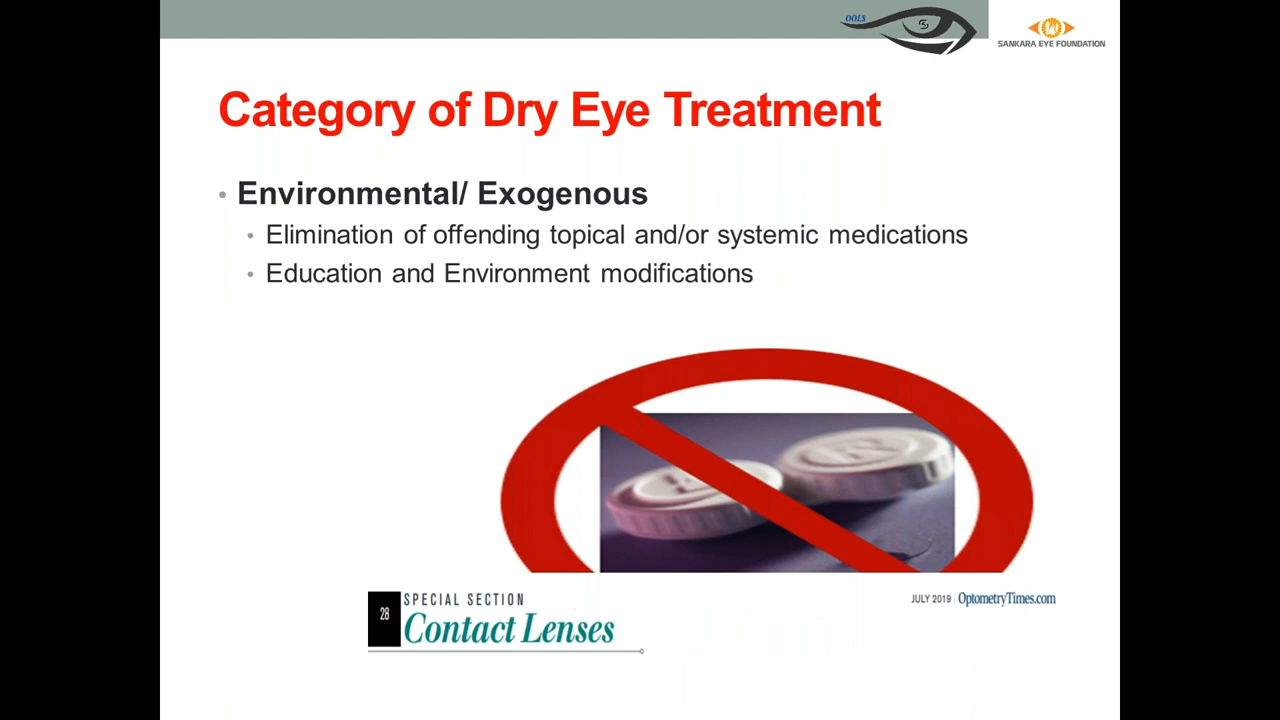 OOLS
SANKARA EYE FOUNDATION
Category of Dry Eye Treatment
Environmental/ Exogenous
Elimination of offending topical and/or systemic medications
Education and Environment modifications
28
SPECIAL SECTION
Contact Lenses
JULY 2019 | OptometryTimes.com